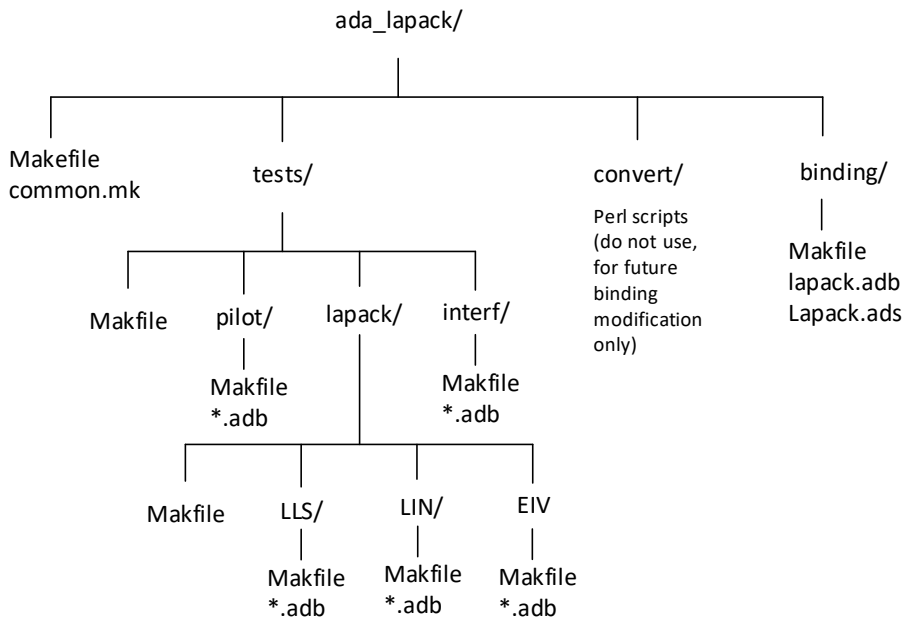 ada_lapack/
Makefile
common.mk
tests/
convert/
binding/
Perl scripts
(do not use,
for future
binding
modification
only)
Makfile
lapack.adb
Lapack.ads
Makfile
pilot/
lapack/
interf/
Makfile
*.adb
Makfile
*.adb
Makfile
LLS/
LIN/
EIV
Makfile
*.adb
Makfile
*.adb
Makfile
*.adb